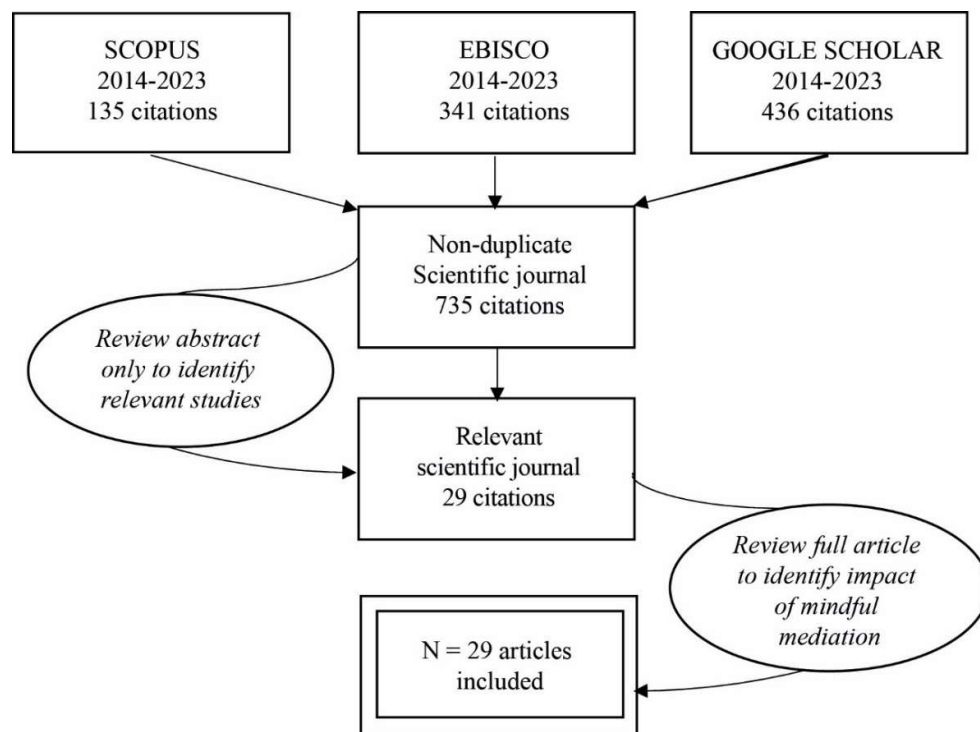 SCOPUS
2014-2023
135 citations
EBISCO
2014-2023
341 citations
GOOGLE SCHOLAR
2014-2023
436 citations
Non-duplicate
Scientific journal
735 citations
Review abstract
only to identify
relevant studies
Relevant
scientific journal
29 citations
Review full article
to identify impact
of mindful
mediation
N = 29 articles
included